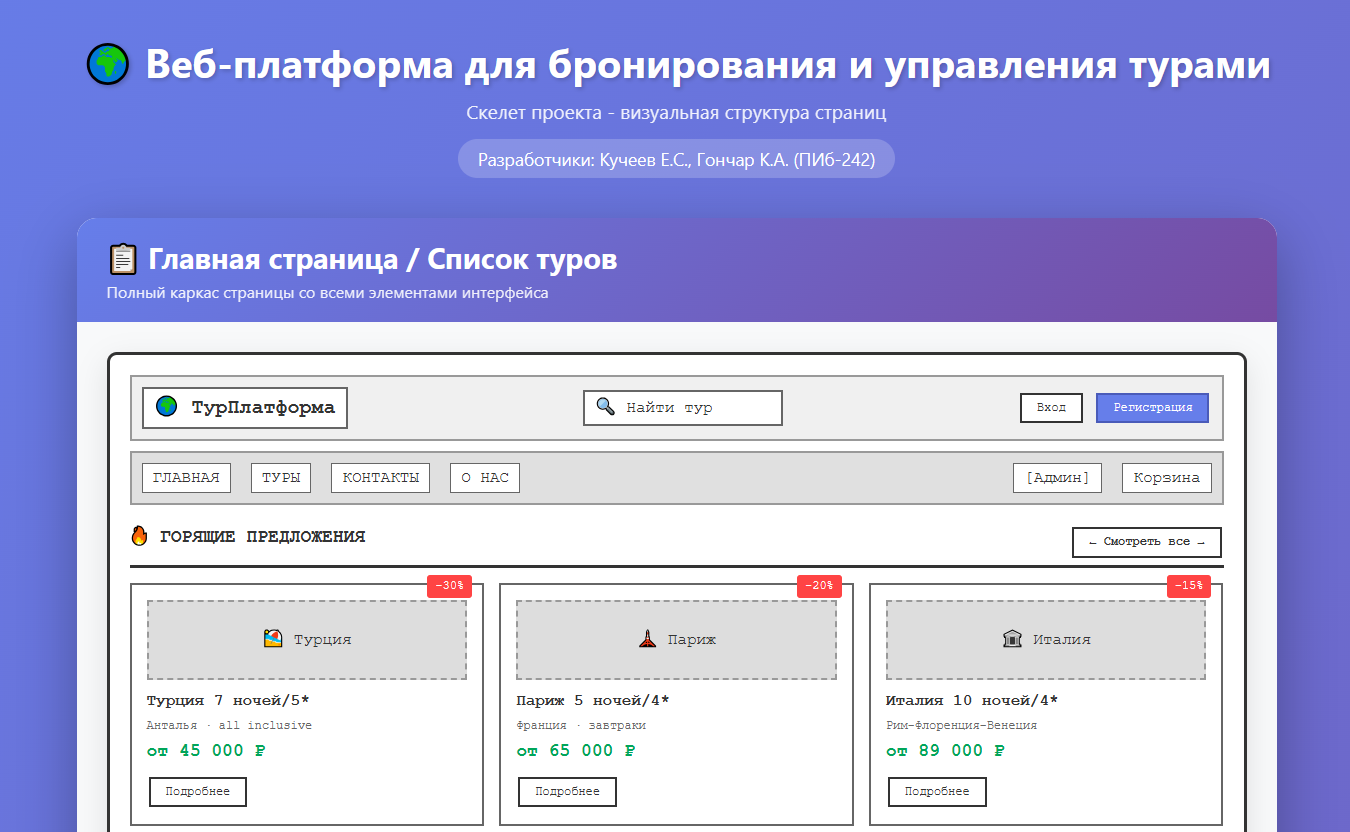 🌍 Веб-платформа для бронирования и управления турами
Скелет проекта - визуальная структура страниц
Разработчики: Кучеев Е.С., Гончар К.А. (ПИб-242)
📋 Главная страница / Список туров
Полный каркас страницы со всеми элементами интерфейса
🌍 ТурПлатформа
🔍 Найти тур
Вход
Регистрация
ГЛАВНАЯ
ТУРЫ
КОНТАКТЫ
О НАС
[Админ]
Корзина
🔥 ГОРЯЩИЕ ПРЕДЛОЖЕНИЯ
← Смотреть все →
-30%
🏖 Турция
Турция 7 ночей/5*
Анталья · all inclusive
от 45 000 ₽
Подробнее
-20%
🗼 Париж
Париж 5 ночей/4*
Франция · завтраки
от 65 000 ₽
Подробнее
-15%
🏛 Италия
Италия 10 ночей/4*
Рим-Флоренция-Венеция
от 89 000 ₽
Подробнее